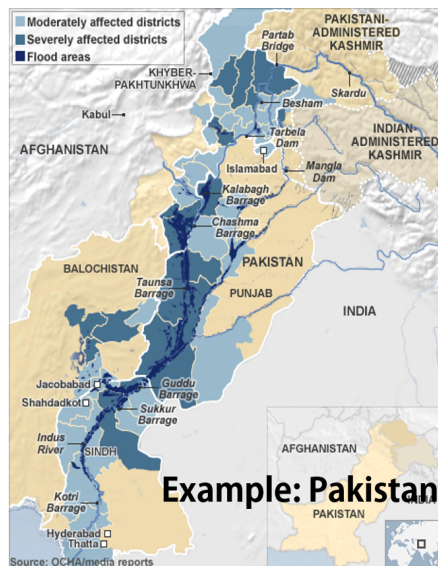 Moderately affected districts
Severely affected districts
Flood areas
PAKISTANI-
ADMINISTERED
KASHMIR
Partab
Bridge
KHYBER-
PAKHTUNKHWA
Skardu
Besham
Kabul
INDIAN-
ADMINISTERED
KASHMIR
Tarbela
Dam
AFGHANISTAN
Islamabad
Mangla
Dam
Kalabagh
Barrage
Chashma
Barrage
BALOCHISTAN
PAKISTAN
Taunsa
Barrage
PUNJAB
INDIA
Jacobabad
Guddu
Barrage
Shahdadkot
Sukkur
Barrage
Indus
River
SINDH
AFGHANISTAN
Example: Pakistan
Kotri
Barrage
INDIA
PAKISTAN
Hyderabad
Thatta
Source: OCHA/media reports